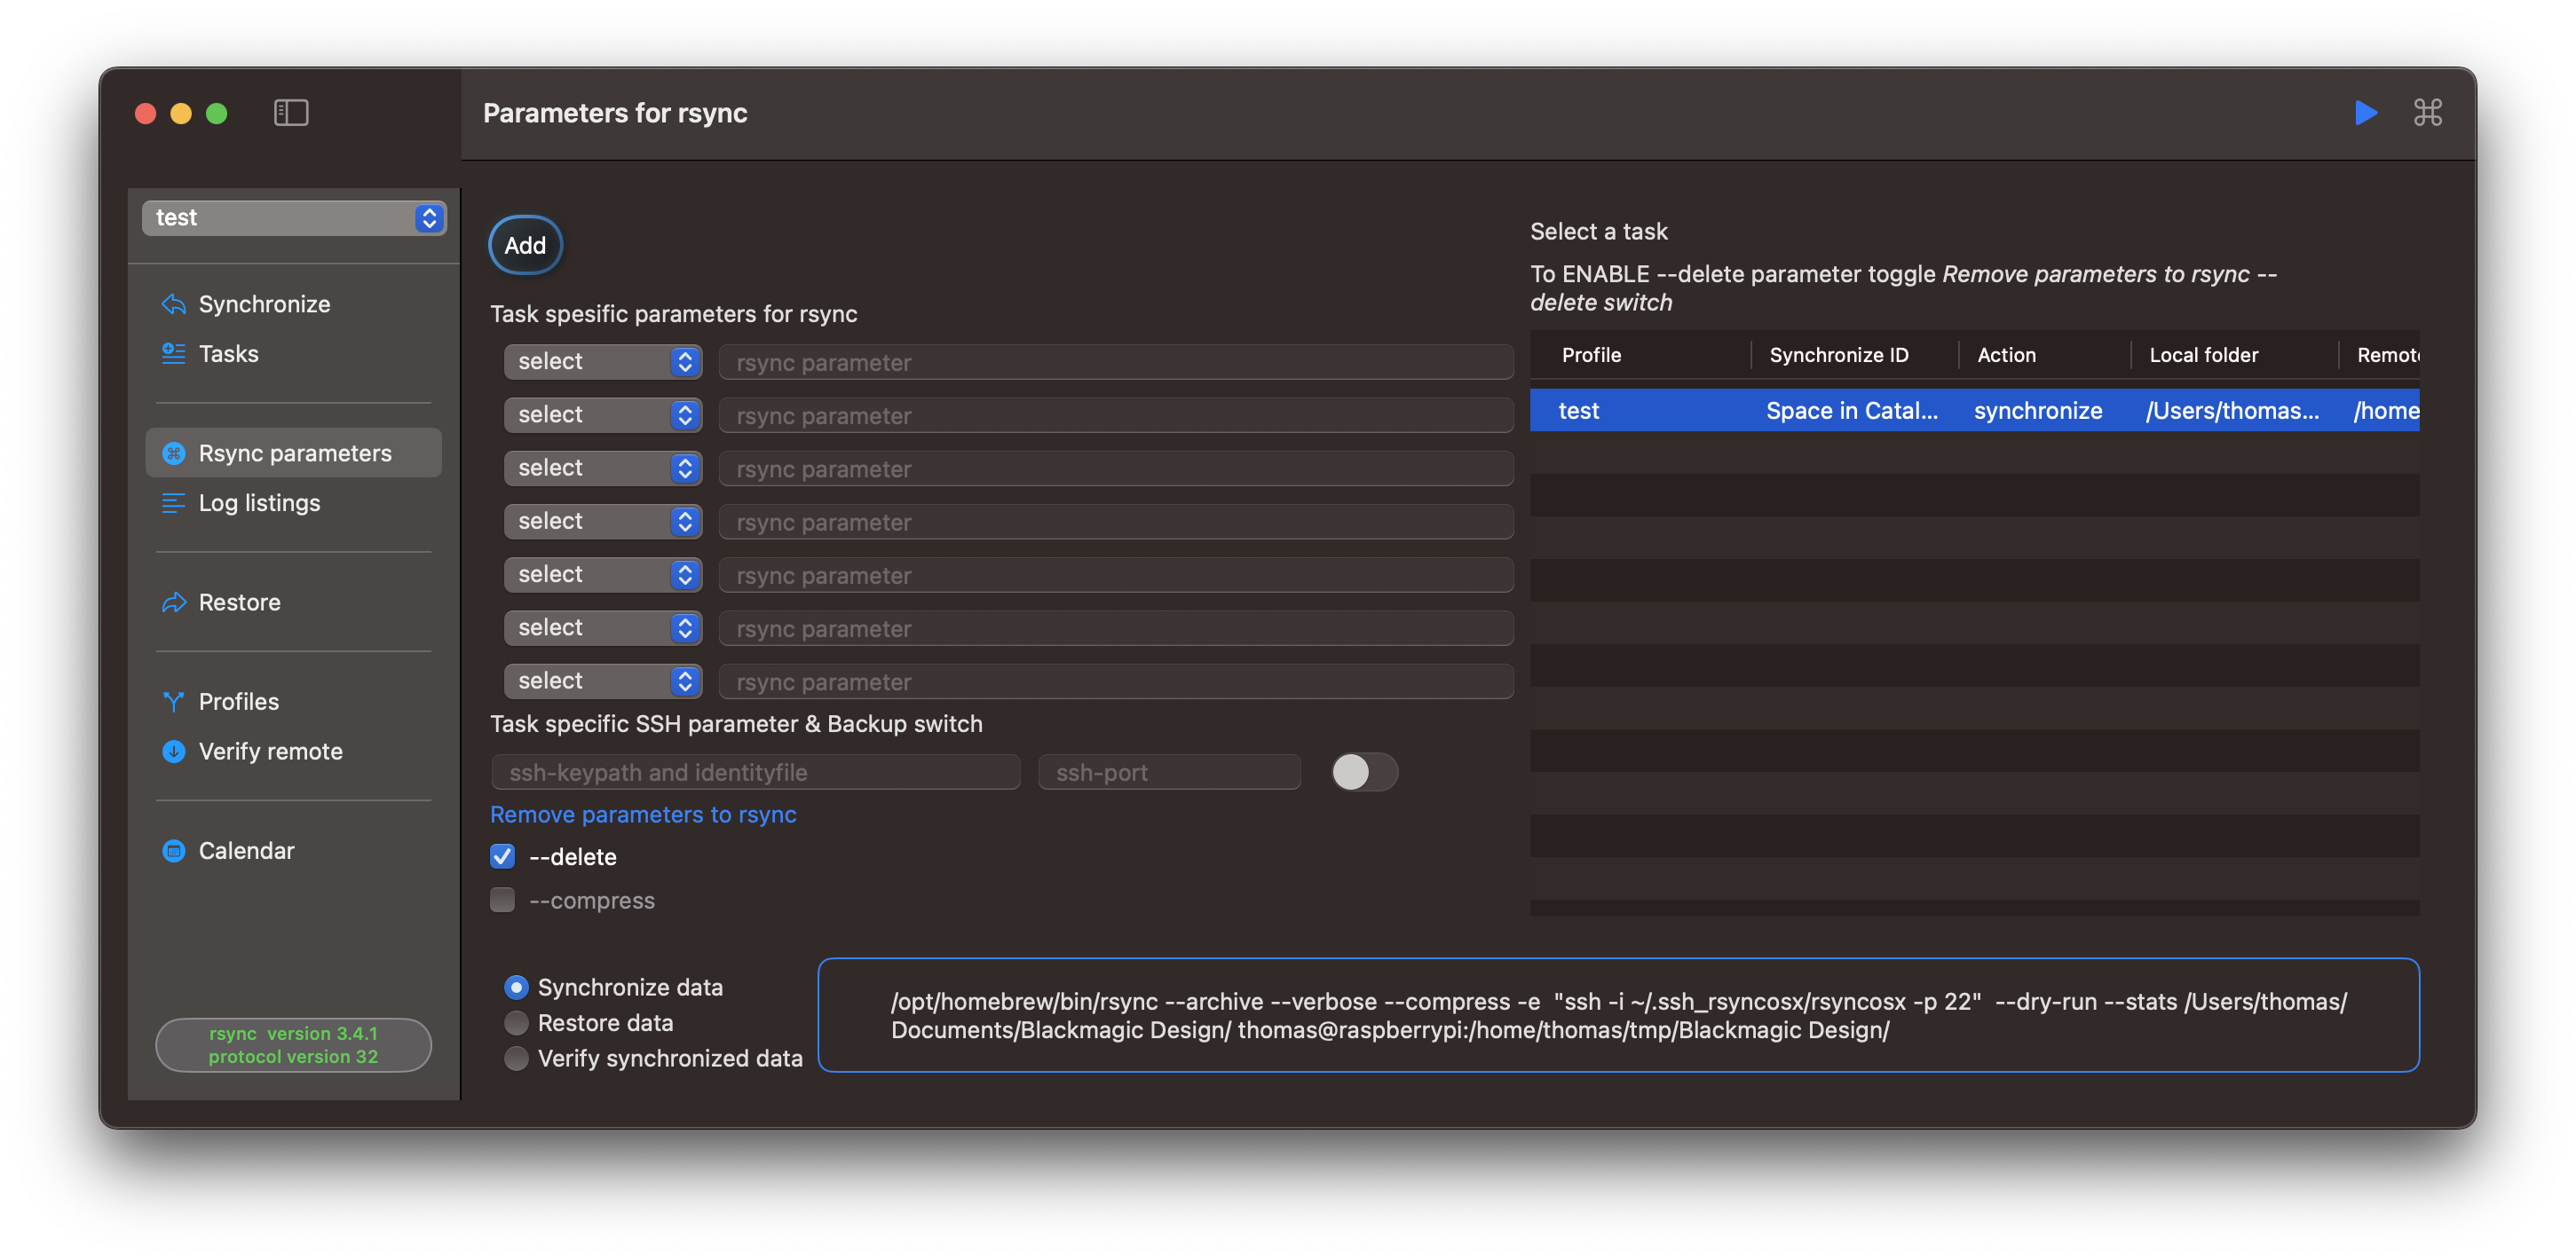 Parameters for rsync
test
Synchronize
Tasks
Rsync parameters
Log listings
Restore
Profiles
Verify remote
Calendar
rsync  version 3.4.1
protocol version 32
Add
Task spesific parameters for rsync
select
rsync parameter
select
rsync parameter
select
rsync parameter
select
rsync parameter
select
rsync parameter
select
rsync parameter
select
rsync parameter
Task specific SSH parameter & Backup switch
ssh-keypath and identityfile
ssh-port
Remove parameters to rsync
--delete
--compress
Select a task
To ENABLE --delete parameter toggle Remove parameters to rsync --
delete switch
Profile Synchronize ID Action Local folder Remote
test Space in Catal... synchronize /Users/thomas... /home
Synchronize data
Restore data
Verify synchronized data
/opt/homebrew/bin/rsync --archive --verbose --compress -e  "ssh -i ~/.ssh_rsyncosx/rsyncosx -p 22"  --dry-run --stats /Users/thomas/
Documents/Blackmagic Design/ thomas@raspberrypi:/home/thomas/tmp/Blackmagic Design/